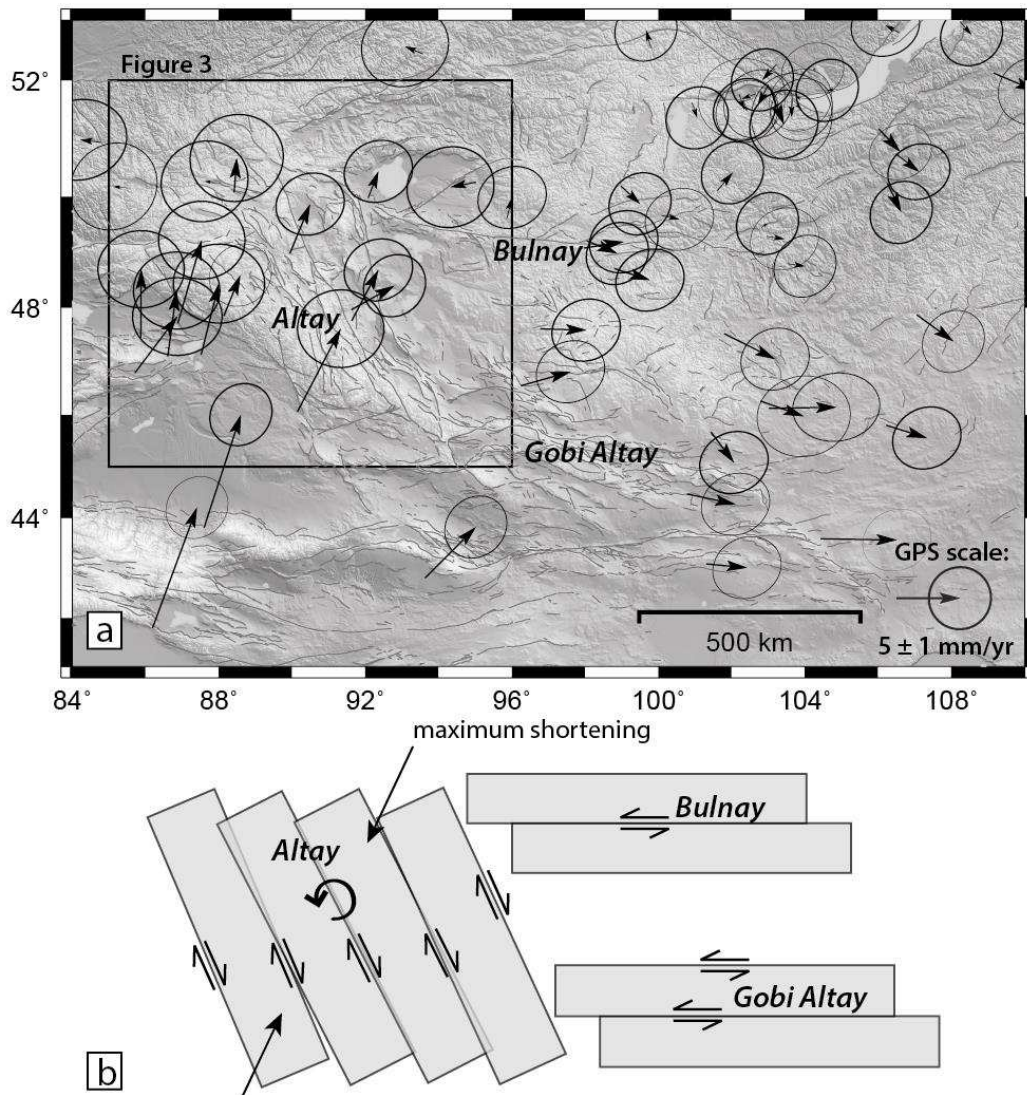 Figure 3
52°
48°
44°
Bulnay
Altay
Gobi Altay
GPS scale:
5 ± 1 mm/yr
500 km
a
84° 88° 92° 96° 100° 104° 108°
maximum shortening
Altay
Bulnay
Gobi Altay
b